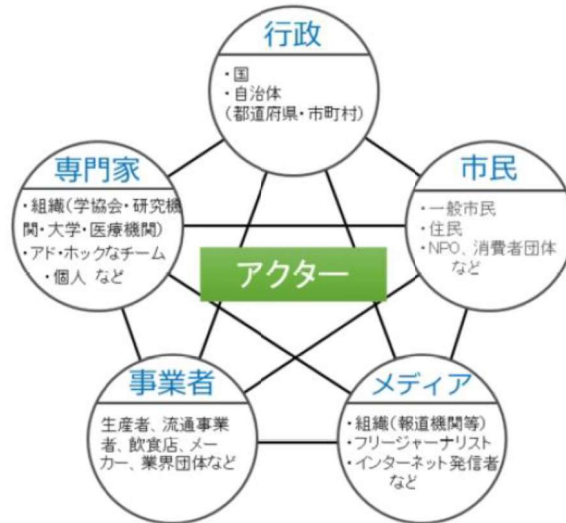 行政
・国
・自治体
(都道府県・市町村)
専門家
・組織(学協会・研究機
関・大学・医療機関)
・アド・ホックなチーム
・個人 など
市民
・一般市民
・住民
・NPO、消費者団体
など
アクター
事業者
生産者、流通事業
者、飲食店、メー
カー、業界団体など
メディア
・組織(報道機関等)
・フリージャーナリスト
・インターネット発信者
など